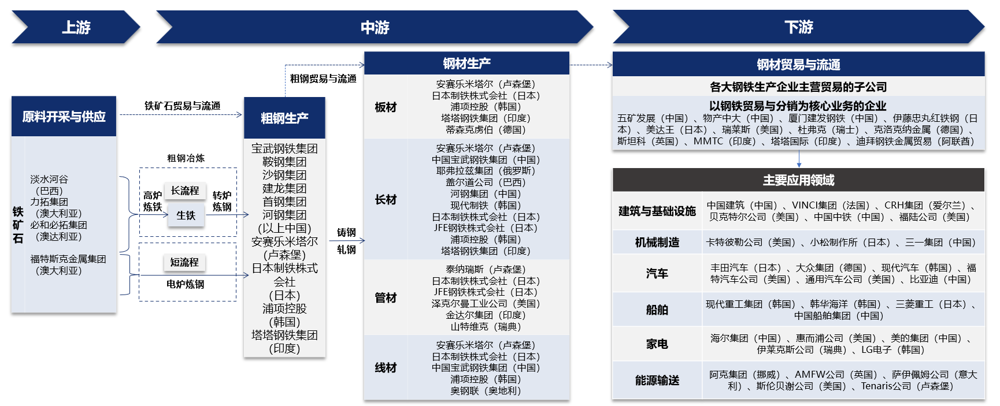 上游
中游
下游
原料开采与供应
铁矿石
淡水河谷
（巴西）
力拓集团
（澳大利亚）
必和必拓集团
（澳达利亚）
福特斯克金属集团
（澳大利亚）
铁矿石贸易与流通
粗钢冶炼
长流程
高炉
炼铁
生铁
转炉
炼钢
短流程
电炉炼钢
粗钢生产
宝武钢铁集团
鞍钢集团
沙钢集团
建龙集团
首钢集团
河钢集团
(以上中国)
安赛乐米塔尔
(卢森堡)
日本制铁株式
会社
(日本)
浦项控股
(韩国)
塔塔钢铁集团
(印度)
粗钢贸易与流通
铸钢
轧钢
钢材生产
板材
安赛乐米塔尔（卢森堡）
日本制铁株式会社（日本）
浦项控股（韩国）
塔塔钢铁集团（印度）
蒂森克虏伯（德国）
长材
安赛乐米塔尔（卢森堡）
中国宝武钢铁集团（中国）
耶弗拉兹集团（俄罗斯）
盖尔道公司（巴西）
河钢集团（中国）
现代制铁（韩国）
日本制铁株式会社（日本）
JFE钢铁株式会社（日本）
浦项控股（韩国）
塔塔钢铁集团（印度）
管材
泰纳瑞斯（卢森堡）
日本制铁株式会社（日本）
JFE钢铁株式会社（日本）
泽克尔曼工业公司（美国）
金达尔集团（印度）
山特维克（瑞典）
线材
安赛乐米塔尔（卢森堡）
日本制铁株式会社（日本）
中国宝武钢铁集团（中国）
浦项控股（韩国）
奥钢联（奥地利）
钢材贸易与流通
各大钢铁生产企业主营贸易的子公司
以钢铁贸易与分销为核心业务的企业
五矿发展（中国）、物产中大（中国）、厦门建发钢铁（中国）、伊藤忠丸红铁钢（日
本）、美达王（日本）、瑞莱斯（美国）、杜弗克（瑞士）、克洛克纳金属（德国）、
斯坦科（英国）、MMTC（印度）、塔塔国际（印度）、迪拜钢铁金属贸易（阿联酋）
主要应用领域
建筑与基础设施
中国建筑（中国）、VINCI集团（法国）、CRH集团（爱尔兰）、
贝克特尔公司（美国）、中国中铁（中国）、福陆公司（美国）
机械制造
卡特彼勒公司（美国）、小松制作所（日本）、三一集团（中国）
汽车
丰田汽车（日本）、大众集团（德国）、现代汽车（韩国）、福
特汽车公司（美国）、通用汽车公司（美国）、比亚迪（中国）
船舶
现代重工集团（韩国）、韩华海洋（韩国）、三菱重工（日本）、
中国船舶集团（中国）
家电
海尔集团（中国）、惠而浦公司（美国）、美的集团（中国）、
伊莱克斯公司（瑞典）、LG电子（韩国）
能源输送
阿克集团（挪威）、AMFW公司（英国）、萨伊佩姆公司（意大
利）、斯伦贝谢公司（美国）、Tenaris公司（卢森堡）